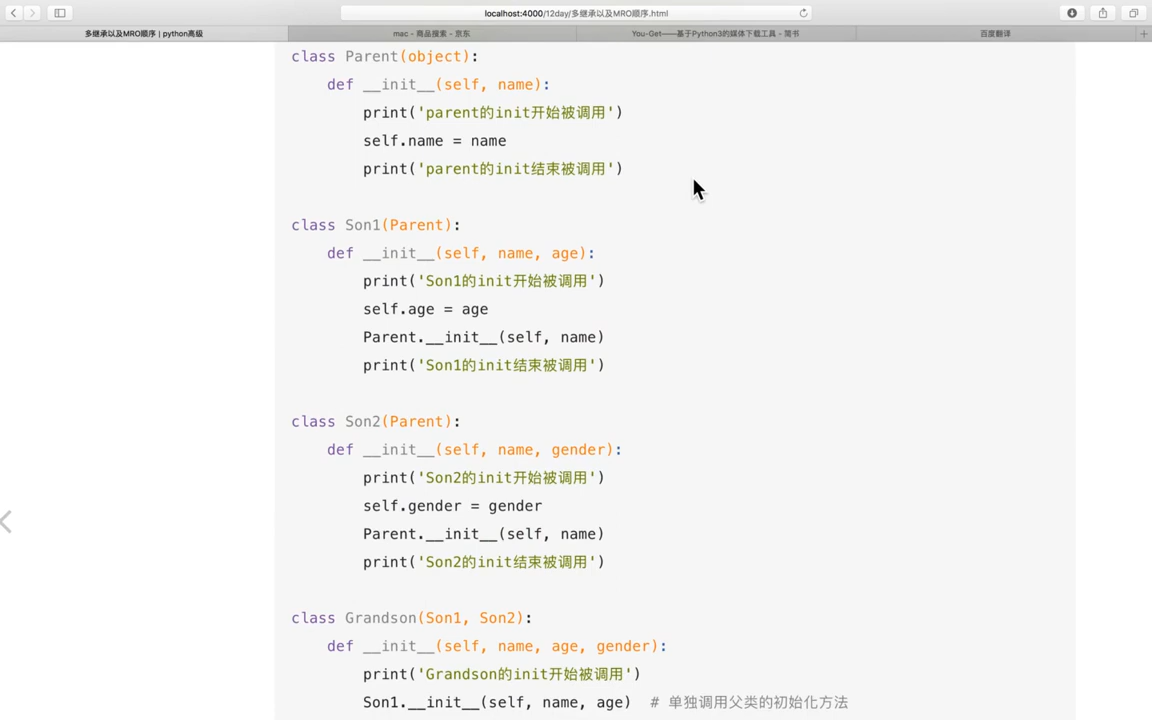 localhost:4000/12day/多继承以及MRO顺序.html
多继承以及MRO顺序 | python高级
mac - 商品搜索 - 京东
You-Get——基于Python3的媒体下载工具 - 简书
百度翻译
class Parent(object):
    def __init__(self, name):
        print('parent的init开始被调用')
        self.name = name
        print('parent的init结束被调用')
class Son1(Parent):
    def __init__(self, name, age):
        print('Son1的init开始被调用')
        self.age = age
        Parent.__init__(self, name)
        print('Son1的init结束被调用')
class Son2(Parent):
    def __init__(self, name, gender):
        print('Son2的init开始被调用')
        self.gender = gender
        Parent.__init__(self, name)
        print('Son2的init结束被调用')
class Grandson(Son1, Son2):
    def __init__(self, name, age, gender):
        print('Grandson的init开始被调用')
        Son1.__init__(self, name, age)  # 单独调用父类的初始化方法